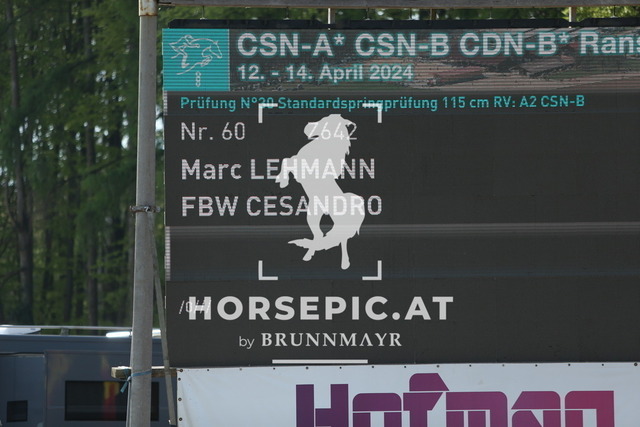 CSN-A* CSN-B CDN-B*
12. - 14. April 2024
Prüfung N°20 Standardspringprüfung 115 cm RV: A2 CSN-B
Nr. 60 Z642
Marc LEHMANN
FBW CESANDRO
HORSEPIC.AT
by BRUNNMAYR